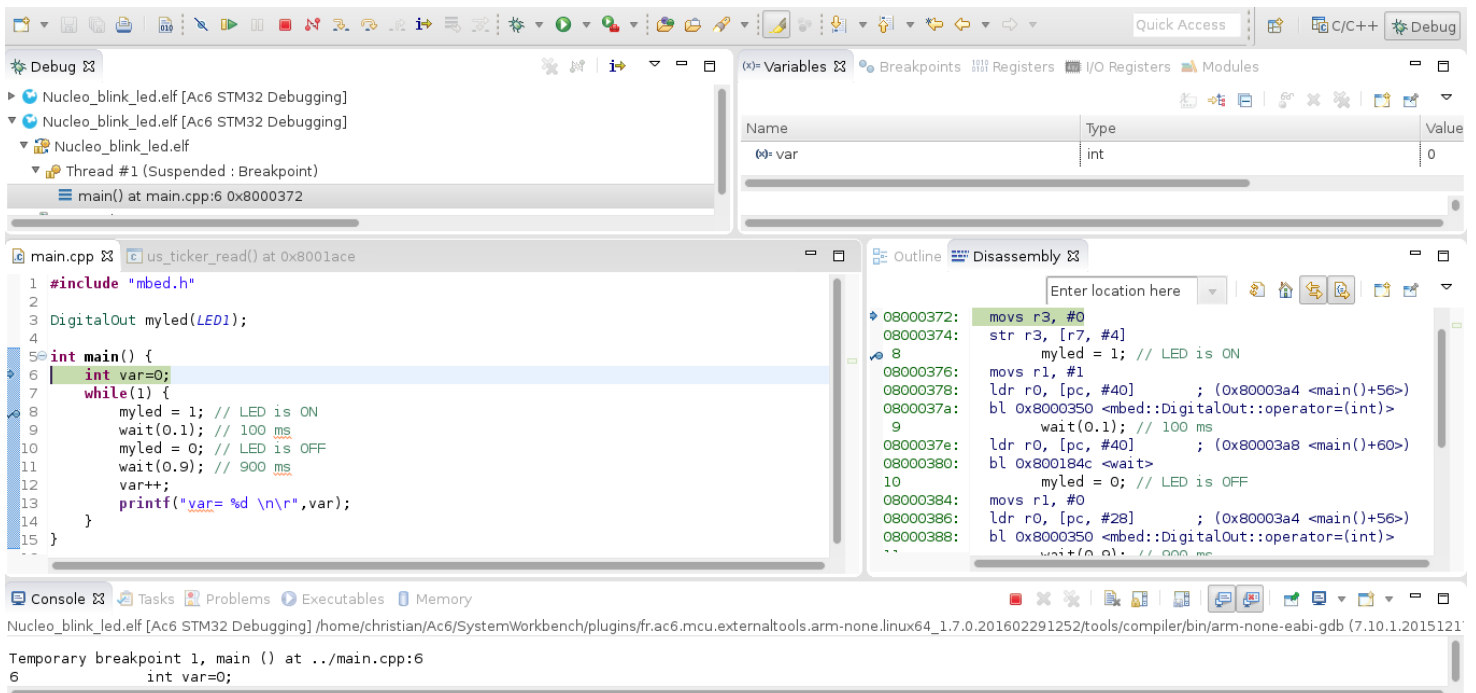 Quick Access
C/C++
Debug
Debug
Nucleo_blink_led.elf [Ac6 STM32 Debugging]
Nucleo_blink_led.elf [Ac6 STM32 Debugging]
Nucleo_blink_led.elf
Thread #1 (Suspended : Breakpoint)
main() at main.cpp:6 0x8000372
(x)= Variables Breakpoints Registers I/O Registers Modules
Name Type Value
(x)= var int 0
main.cpp us_ticker_read() at 0x8001ace
1 #include "mbed.h"
2
3 DigitalOut myled(LED1);
4
5 int main() {
6 int var=0;
7 while(1) {
8 myled = 1; // LED is ON
9 wait(0.1); // 100 ms
10 myled = 0; // LED is OFF
11 wait(0.9); // 900 ms
12 var++;
13 printf("var= %d \n\r",var);
14 }
15 }
Outline Disassembly
Enter location here
08000372: movs r3, #0
08000374: str r3, [r7, #4]
8 myled = 1; // LED is ON
08000376: movs r1, #1
08000378: ldr r0, [pc, #40] ; (0x80003a4 <main()+56>)
0800037a: bl 0x8000350 <mbed::DigitalOut::operator=(int)>
9 wait(0.1); // 100 ms
0800037e: ldr r0, [pc, #40] ; (0x80003a8 <main()+60>)
08000380: bl 0x800184c <wait>
10 myled = 0; // LED is OFF
08000384: movs r1, #0
08000386: ldr r0, [pc, #28] ; (0x80003a4 <main()+56>)
08000388: bl 0x8000350 <mbed::DigitalOut::operator=(int)>
11 wait(0.9); // 900 ms
Console Tasks Problems Executables Memory
Nucleo_blink_led.elf [Ac6 STM32 Debugging] /home/christian/Ac6/SystemWorkbench/plugins/fr.ac6.mcu.externaltools.arm-none.linux64_1.7.0.201602291252/tools/compiler/bin/arm-none-eabi-gdb (7.10.1.2015121
Temporary breakpoint 1, main () at ../main.cpp:6
6 int var=0;